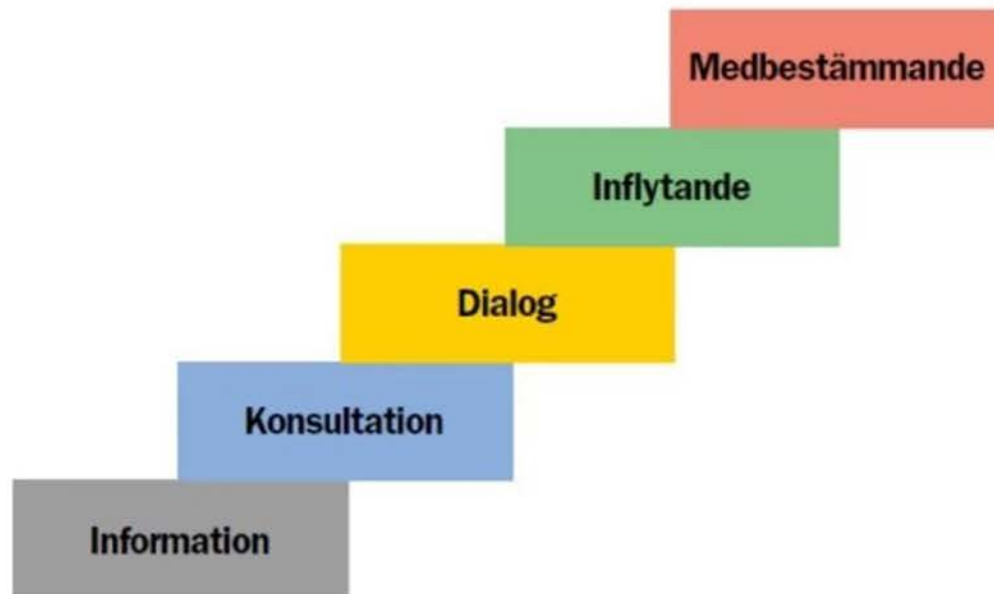 Medbestämmande
Inflytande
Dialog
Konsultation
Information